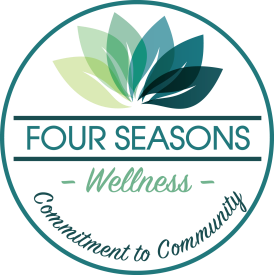 FOUR SEASONS
- Wellness -
Commitment to Community